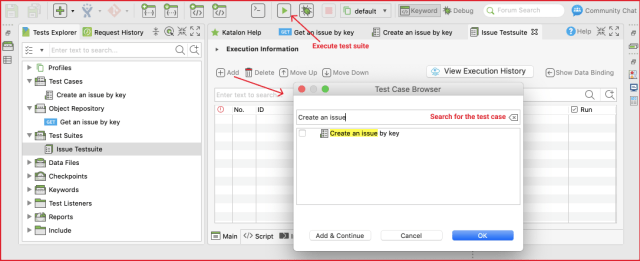 default
Keyword
Debug
Forum Search
Community Chat
Tests Explorer
Request History
Katalon Help
GET
Get an issue by key
Create an issue by key
Issue Testsuite
Help
Execute test suite
Enter text to search...
Execution Information
Profiles
Test Cases
Create an issue by key
Object Repository
GET Get an issue by key
Test Suites
Issue Testsuite
Data Files
Checkpoints
Keywords
Test Listeners
Reports
Include
Add
Delete
Move Up
Move Down
View Execution History
Show Data Binding
Enter text to search
No.
ID
Run
Test Case Browser
Create an issue
Search for the test case
Create an issue by key
Add & Continue
Cancel
OK
Main
Script